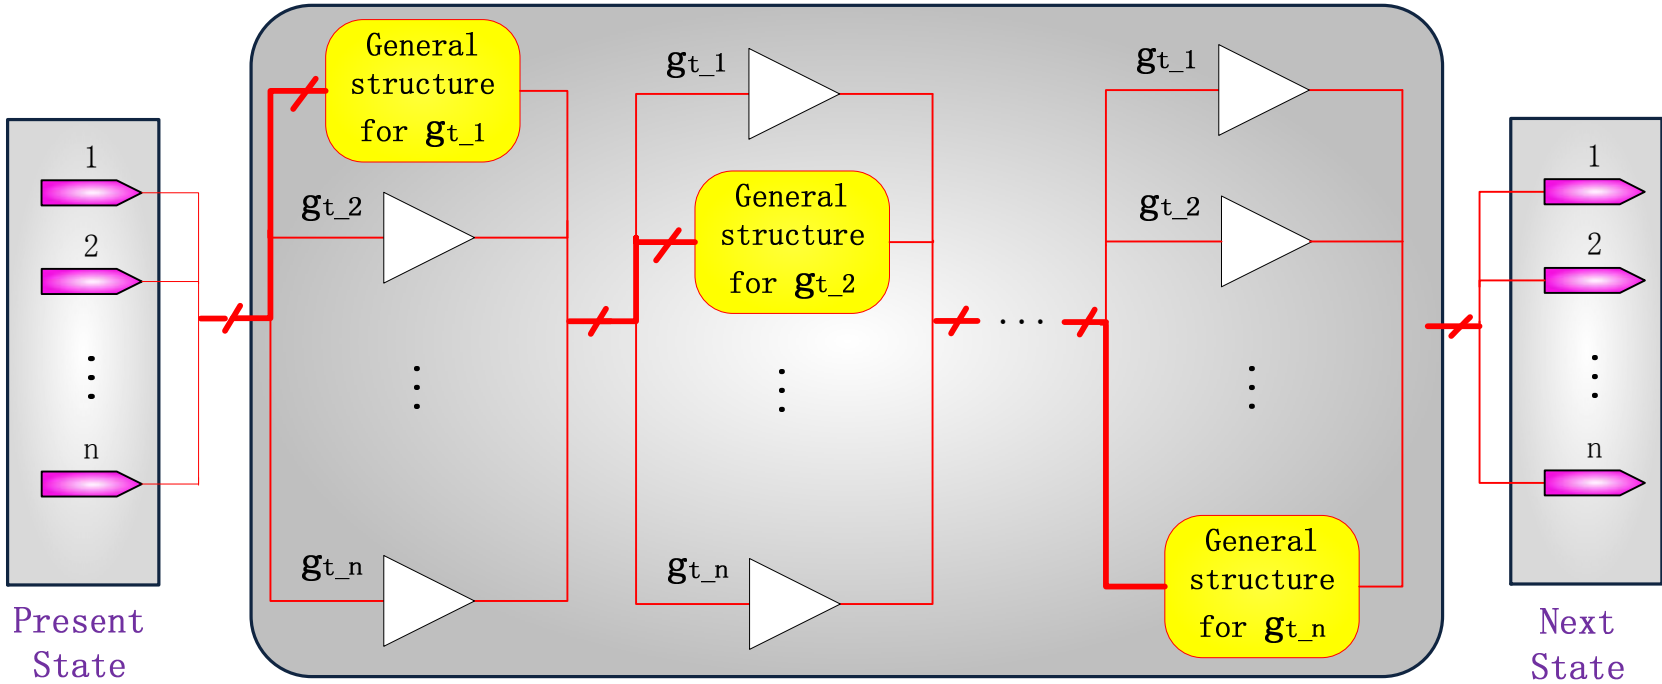 1
2
⋮
n
Present
State
General
structure
for gt_1
gt_2
⋮
gt_n
gt_1
General
structure
for gt_2
⋮
gt_n
...
gt_1
gt_2
⋮
General
structure
for gt_n
1
2
⋮
n
Next
State